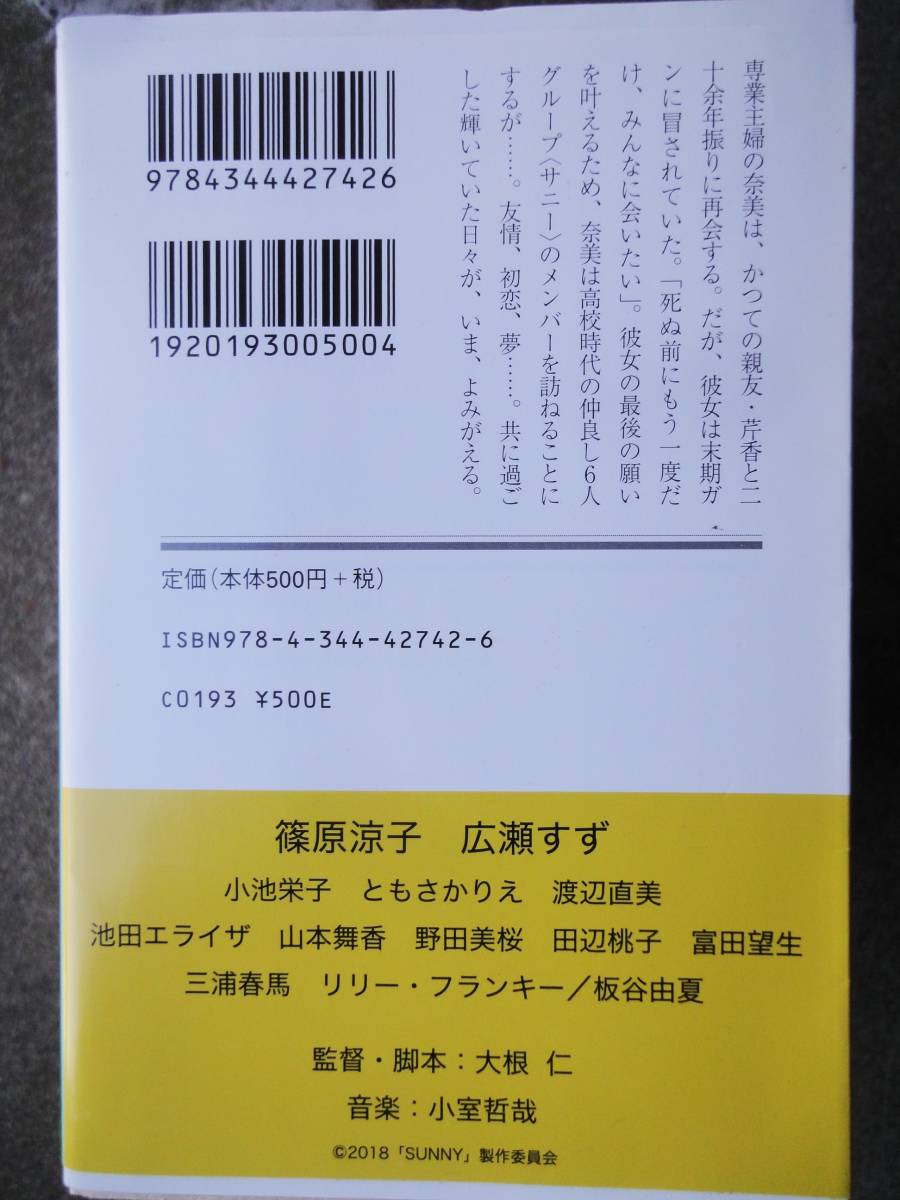 専業主婦の奈美は、かつての親友・芹香と二
十余年振りに再会する。だが、彼女は末期ガ
ンに冒されていた。「死ぬ前にもう一度だ
け、みんなに会いたい」。彼女の最後の願い
を叶えるため、奈美は高校時代の仲良し6人
グループ〈サニー〉のメンバーを訪ねることに
するが……。友情、初恋、夢……。共に過ご
した輝いていた日々が、いま、よみがえる。
9784344427426
1920193005004
定価(本体500円+税)
ISBN978-4-344-42742-6
C0193 ¥500E
篠原涼子 広瀬すず
小池栄子 ともさかりえ 渡辺直美
池田エライザ 山本舞香 野田美桜 田辺桃子 富田望生
三浦春馬 リリー・フランキー/板谷由夏
監督・脚本:大根 仁
音楽:小室哲哉
©2018「SUNNY」製作委員会